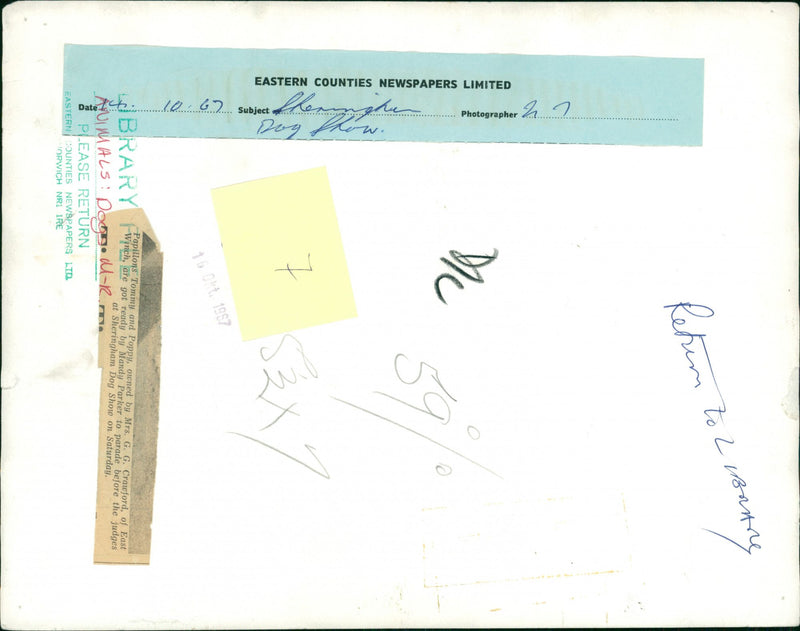 EASTERN COUNTIES NEWSPAPERS LIMITED
Date 14. 10. 67 Subject Sheringham Photographer
Dog Show.
LIBRARY
PLEASE RETURN
EASTERN COUNTIES NEWSPAPERS LTD.
NORWICH NR1 1RE
ANIMALS: Dogs M-R
Papillons Tommy and Poppy, owned by Mrs. G. G. Crawford, of East
Winch, are got ready by Mandy Parker to parade before the judges
at Sheringham Dog Show on Saturday.
7
16 Oct. 1967
59%
Return to Library